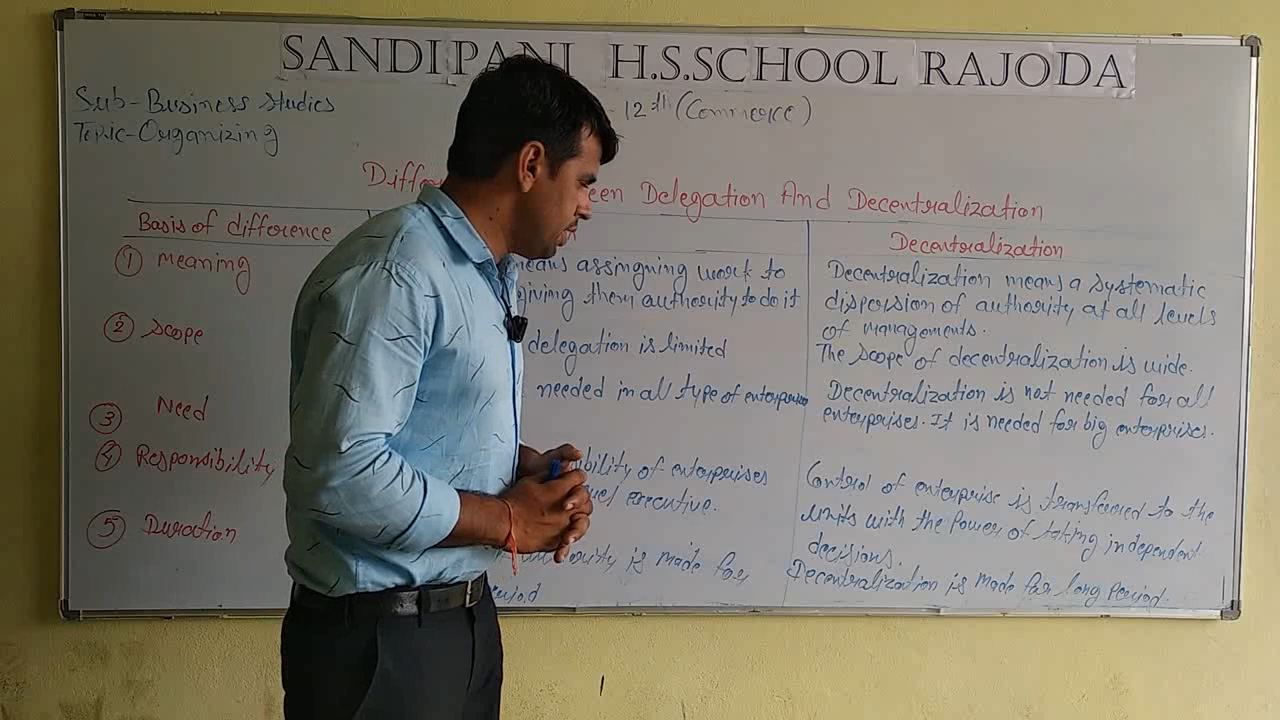 SANDIPANI H.S.SCHOOL RAJODA
Sub-Business Studies
12th (Commerce)
Topic-Organizing
Delegation And Decentralization
Basis of difference
Decentralization
① Meaning
means assingning work to
giving them authority to do it
Decentralization means a systematic
dispersion of authority at all levels
of managements.
② Scope
delegation is limited
The scope of decentralization is wide.
③ Need
needed in all type of enterprises
Decentralization is not needed for all
enterprises. It is needed for big enterprises.
④ Responsibility
of enterprises
executive.
Control of enterprise is transferred to the
units with the Power of taking independent
decisions.
⑤ Duration
is made for
Decentralization is made for long Period.